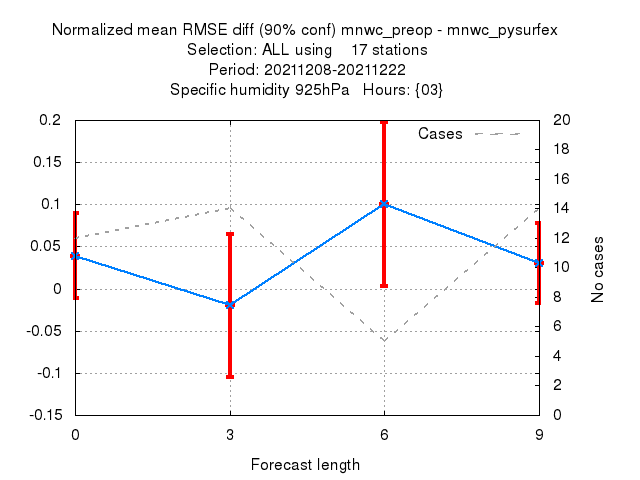 Normalized mean RMSE diff (90% conf) mnwc_preop - mnwc_pysurfex
Selection: ALL using 17 stations
Period: 20211208-20211222
Specific humidity 925hPa Hours: {03}
Cases
0.2
0.15
0.1
0.05
0
-0.05
-0.1
-0.15
20
18
16
14
12
10
8
6
4
2
0
No cases
0 3 6 9
Forecast length